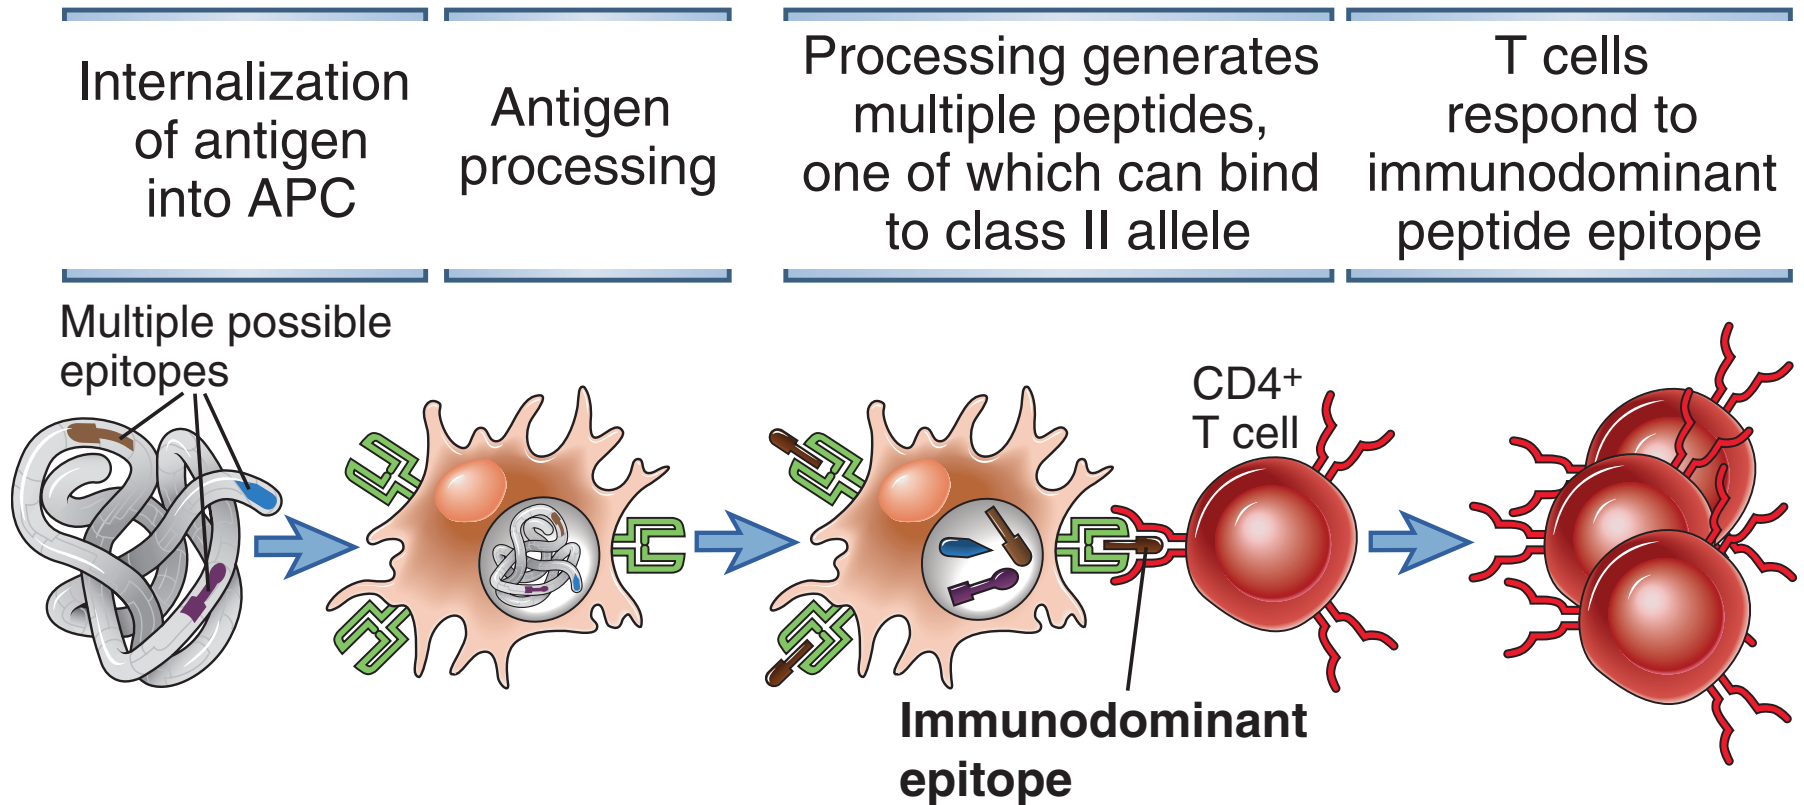 Internalization
of antigen
into APC
Antigen
processing
Processing generates
multiple peptides,
one of which can bind
to class II allele
T cells
respond to
immunodominant
peptide epitope
Multiple possible
epitopes
CD4⁺
T cell
Immunodominant
epitope